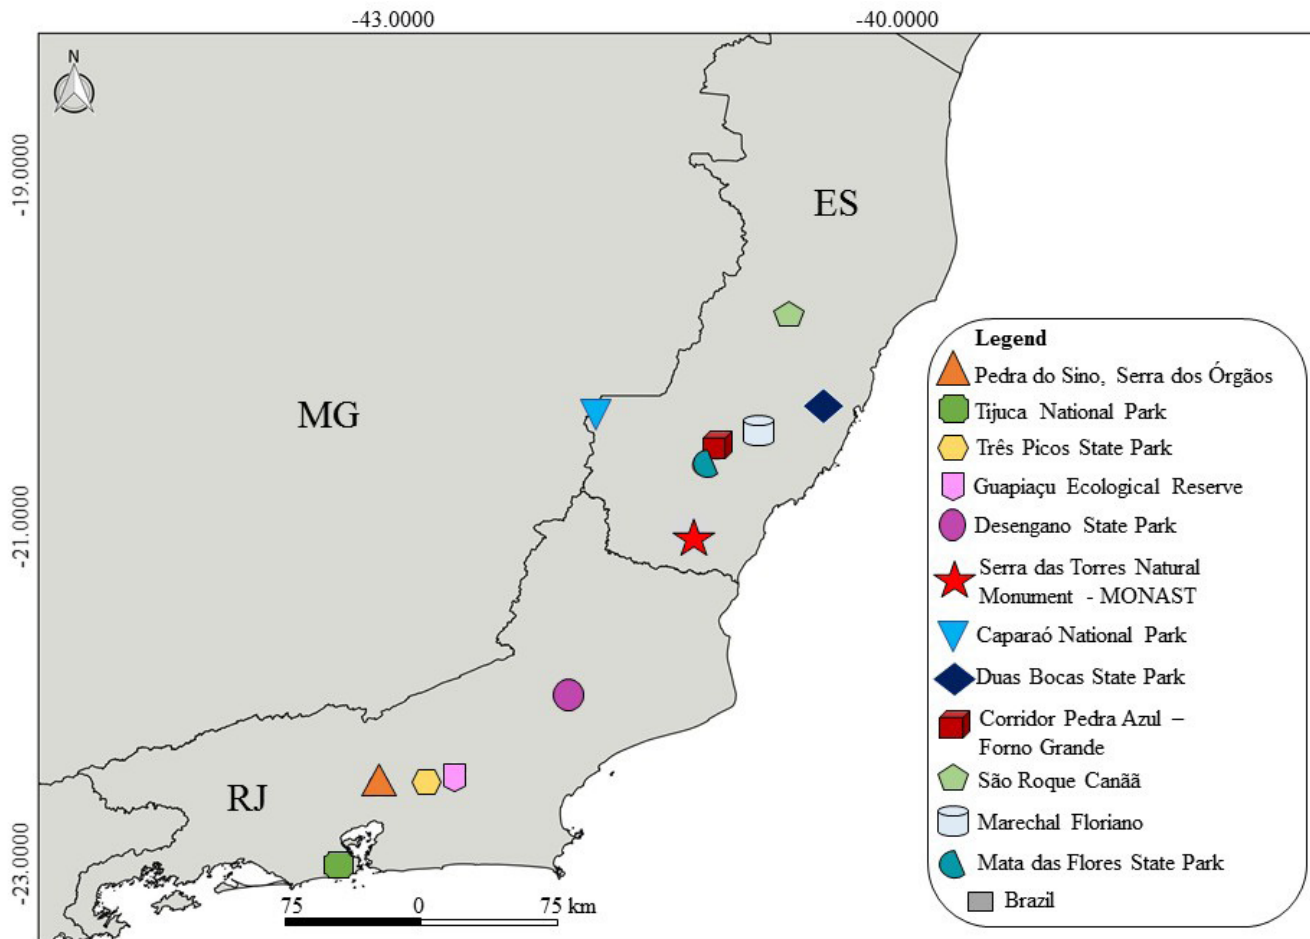 -43.0000
-40.0000
N
-19.0000
ES
MG
-21.0000
RJ
-23.0000
75 0 75 km
Legend
Pedra do Sino, Serra dos Órgãos
Tijuca National Park
Três Picos State Park
Guapiaçu Ecological Reserve
Desengano State Park
Serra das Torres Natural
Monument - MONAST
Caparaó National Park
Duas Bocas State Park
Corridor Pedra Azul –
Forno Grande
São Roque Canãã
Marechal Floriano
Mata das Flores State Park
Brazil